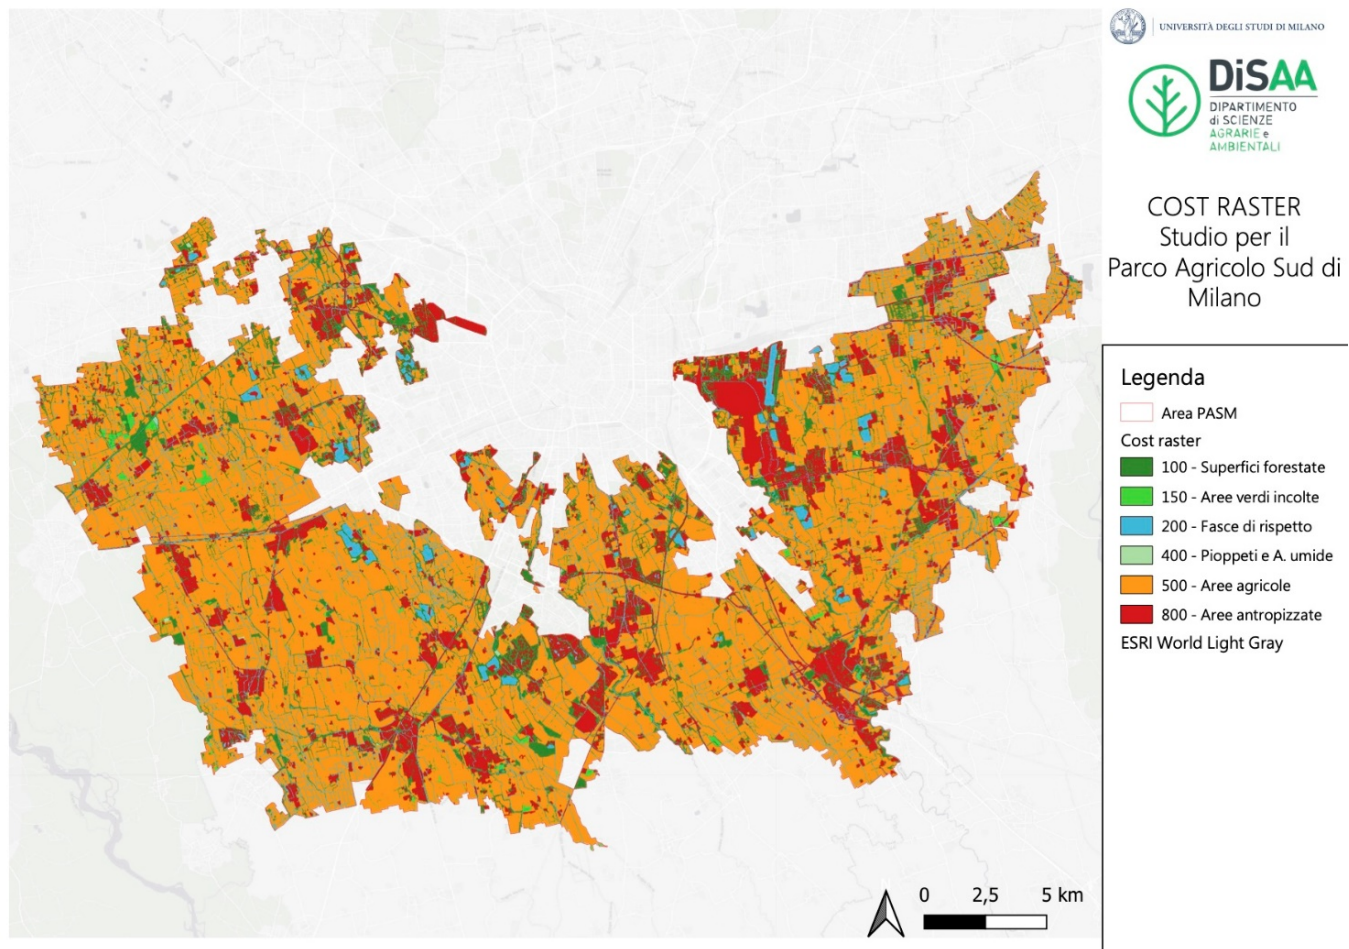 UNIVERSITÀ DEGLI STUDI DI MILANO
DiSAA
DIPARTIMENTO
di SCIENZE
AGRARIE e
AMBIENTALI
COST RASTER
Studio per il
Parco Agricolo Sud di
Milano
Legenda
Area PASM
Cost raster
100 - Superfici forestate
150 - Aree verdi incolte
200 - Fasce di rispetto
400 - Pioppeti e A. umide
500 - Aree agricole
800 - Aree antropizzate
ESRI World Light Gray
0 2,5 5 km